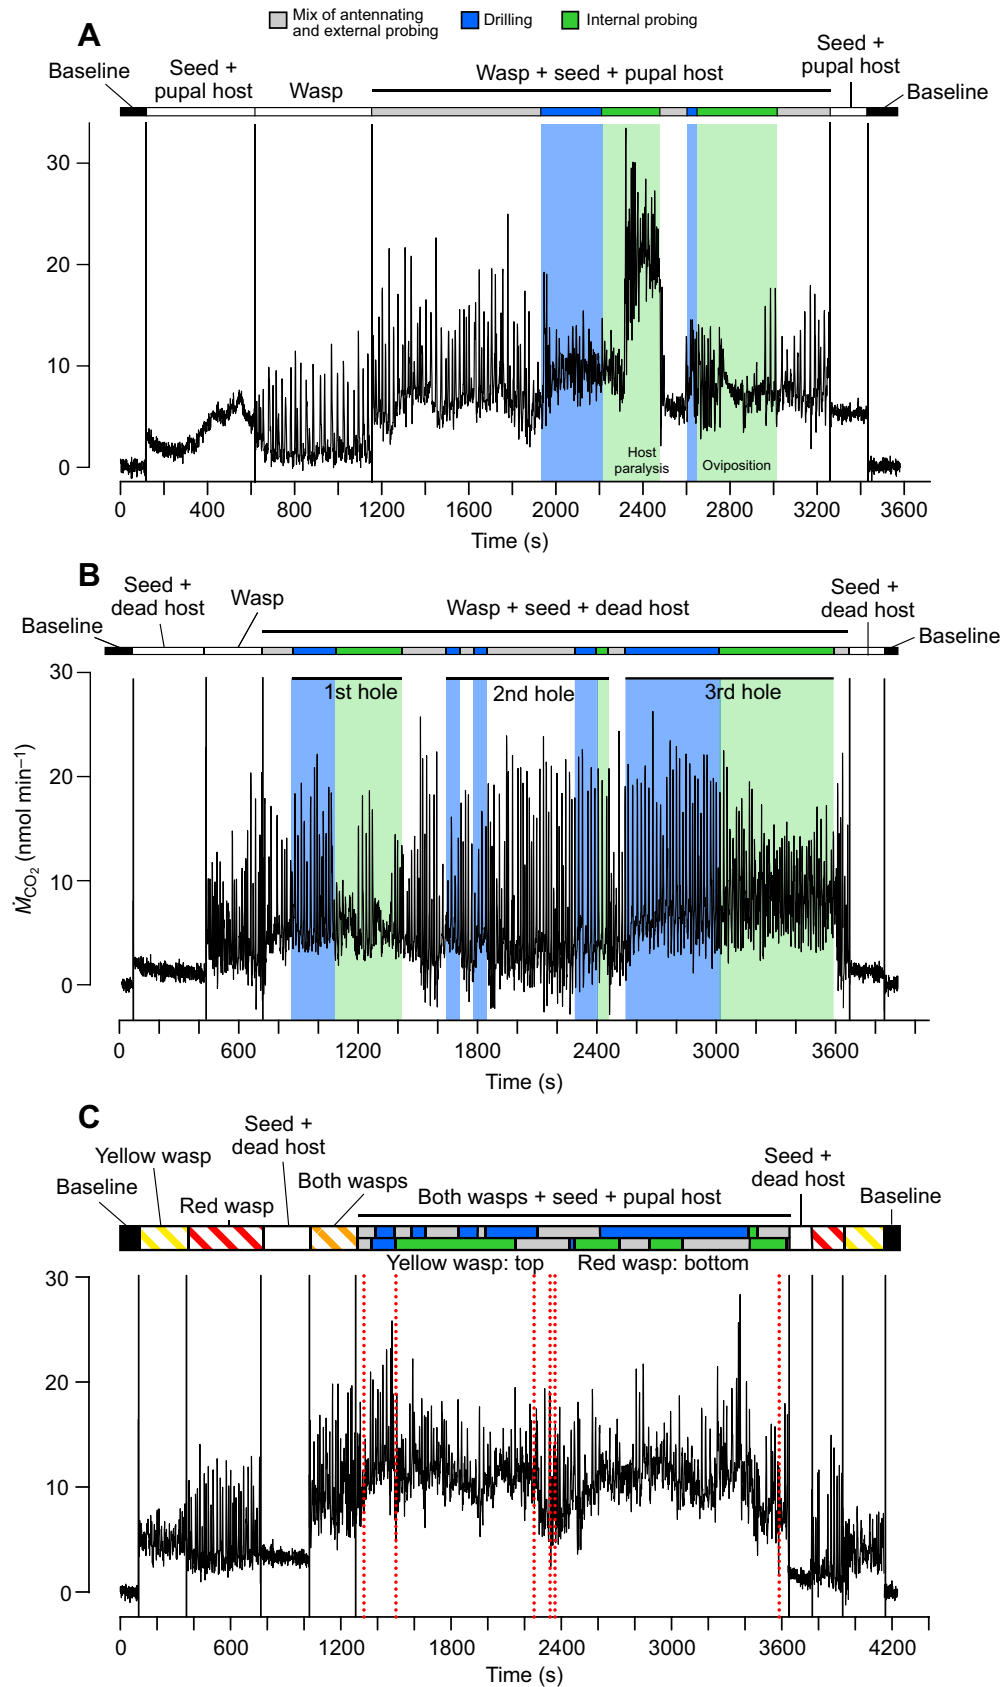 Mix of antennating
and external probing
Drilling
Internal probing
A
Baseline
Seed +
pupal host
Wasp
Wasp + seed + pupal host
Seed +
pupal host
Baseline
30
20
10
0
Host
paralysis
Oviposition
0 400 800 1200 1600 2000 2400 2800 3200 3600
Time (s)
B
Baseline
Seed +
dead host
Wasp
Wasp + seed + dead host
Seed +
dead host
Baseline
1st hole
2nd hole
3rd hole
30
20
10
0
ṀCO2 (nmol min–1)
0 600 1200 1800 2400 3000 3600
Time (s)
C
Baseline
Yellow wasp
Red wasp
Seed +
dead host
Both wasps
Both wasps + seed + pupal host
Seed +
dead host
Baseline
Yellow wasp: top
Red wasp: bottom
30
20
10
0
0 600 1200 1800 2400 3000 3600 4200
Time (s)